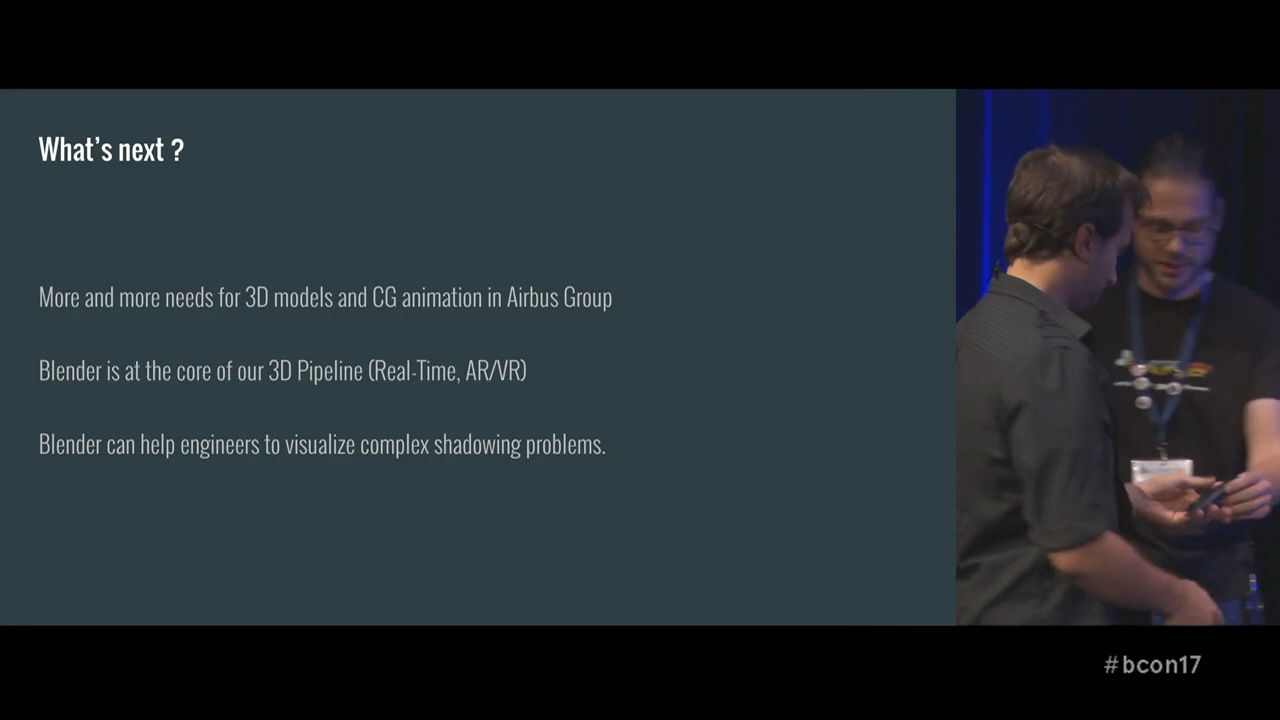 What's next ?
More and more needs for 3D models and CG animation in Airbus Group
Blender is at the core of our 3D Pipeline (Real-Time, AR/VR)
Blender can help engineers to visualize complex shadowing problems.
#bcon17